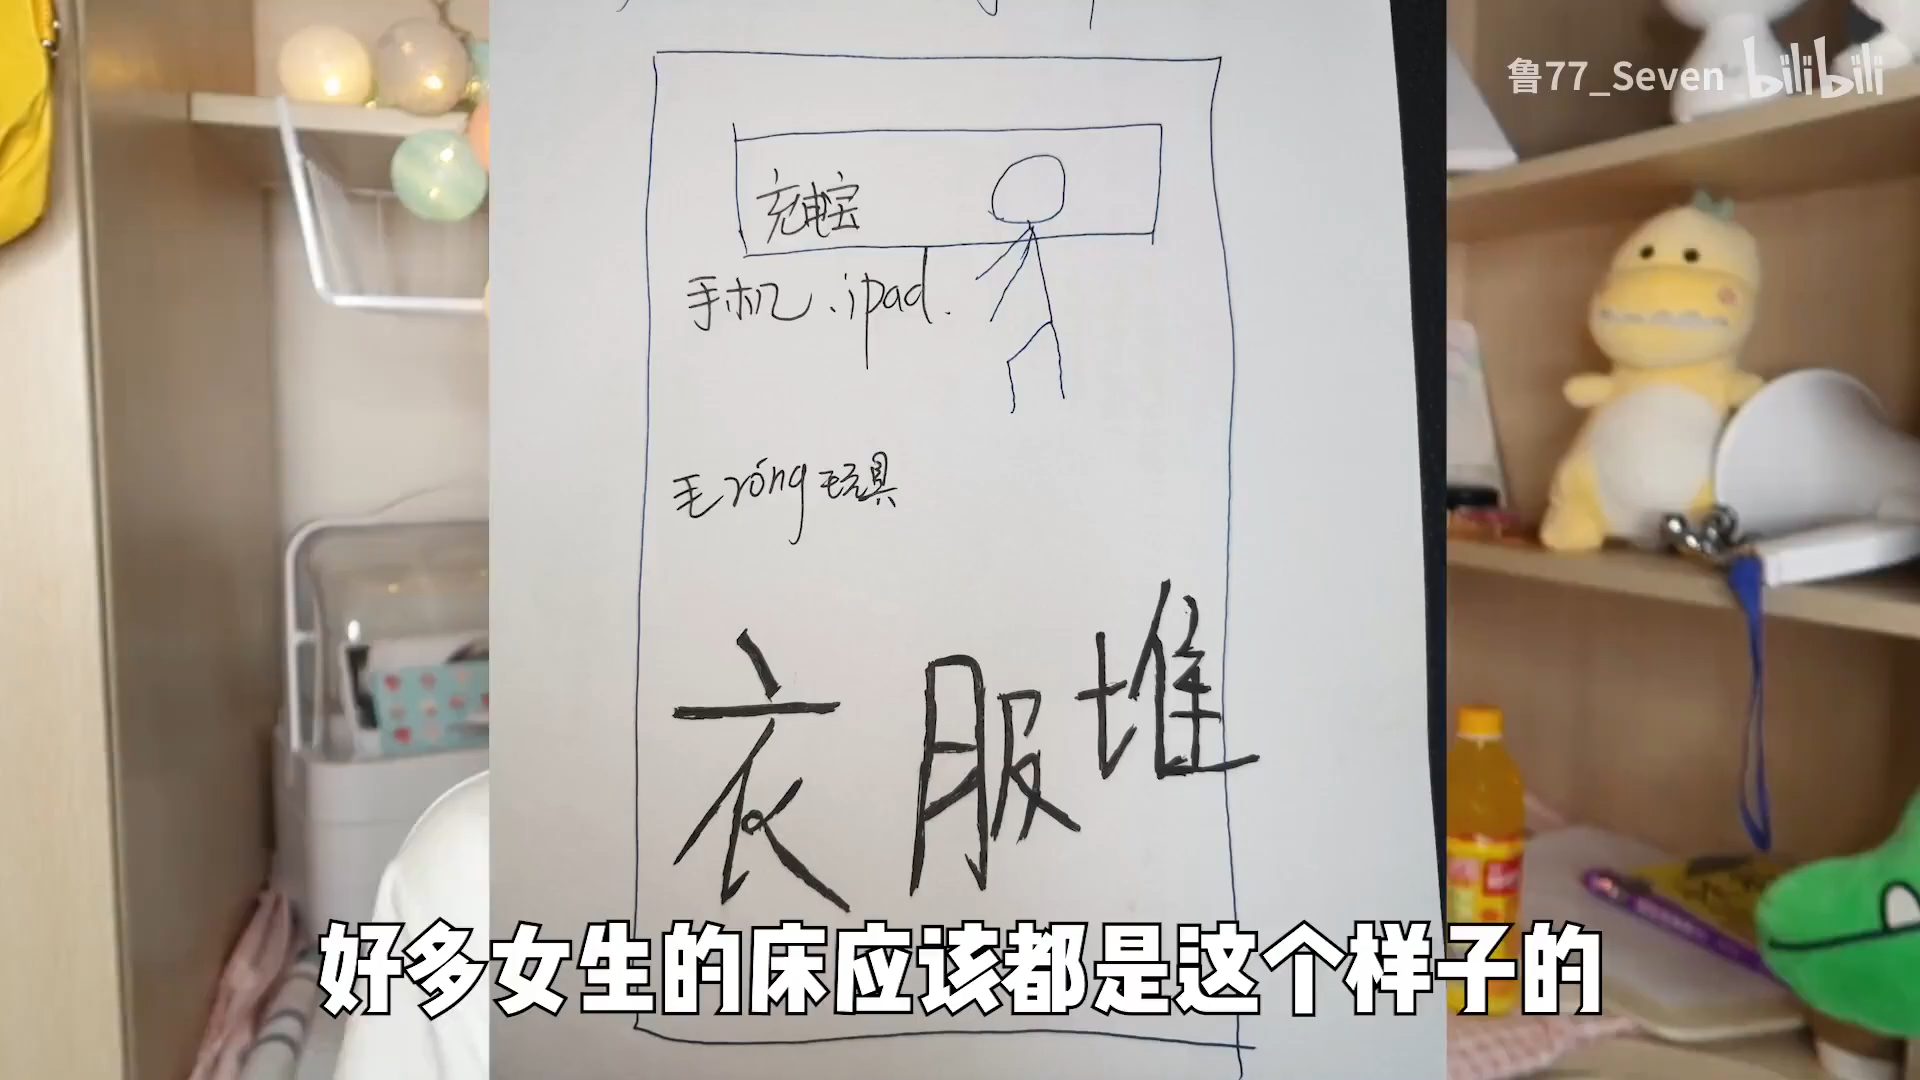 鲁77_Seven bilibili
充电宝
手机.ipad.
毛róng玩具
衣服堆
好多女生的床应该都是这个样子的